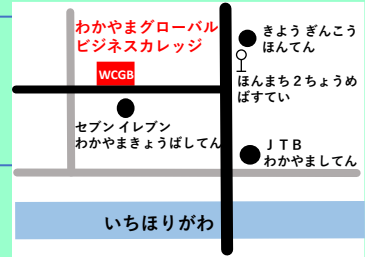 わかやまグローバル
ビジネスカレッジ
WCGB
きよう ぎんこう
ほんてん
ほんまち２ちょうめ
ばすてい
セブン イレブン
わかやまきょうばしてん
ＪＴＢ
わかやましてん
いちほりがわ